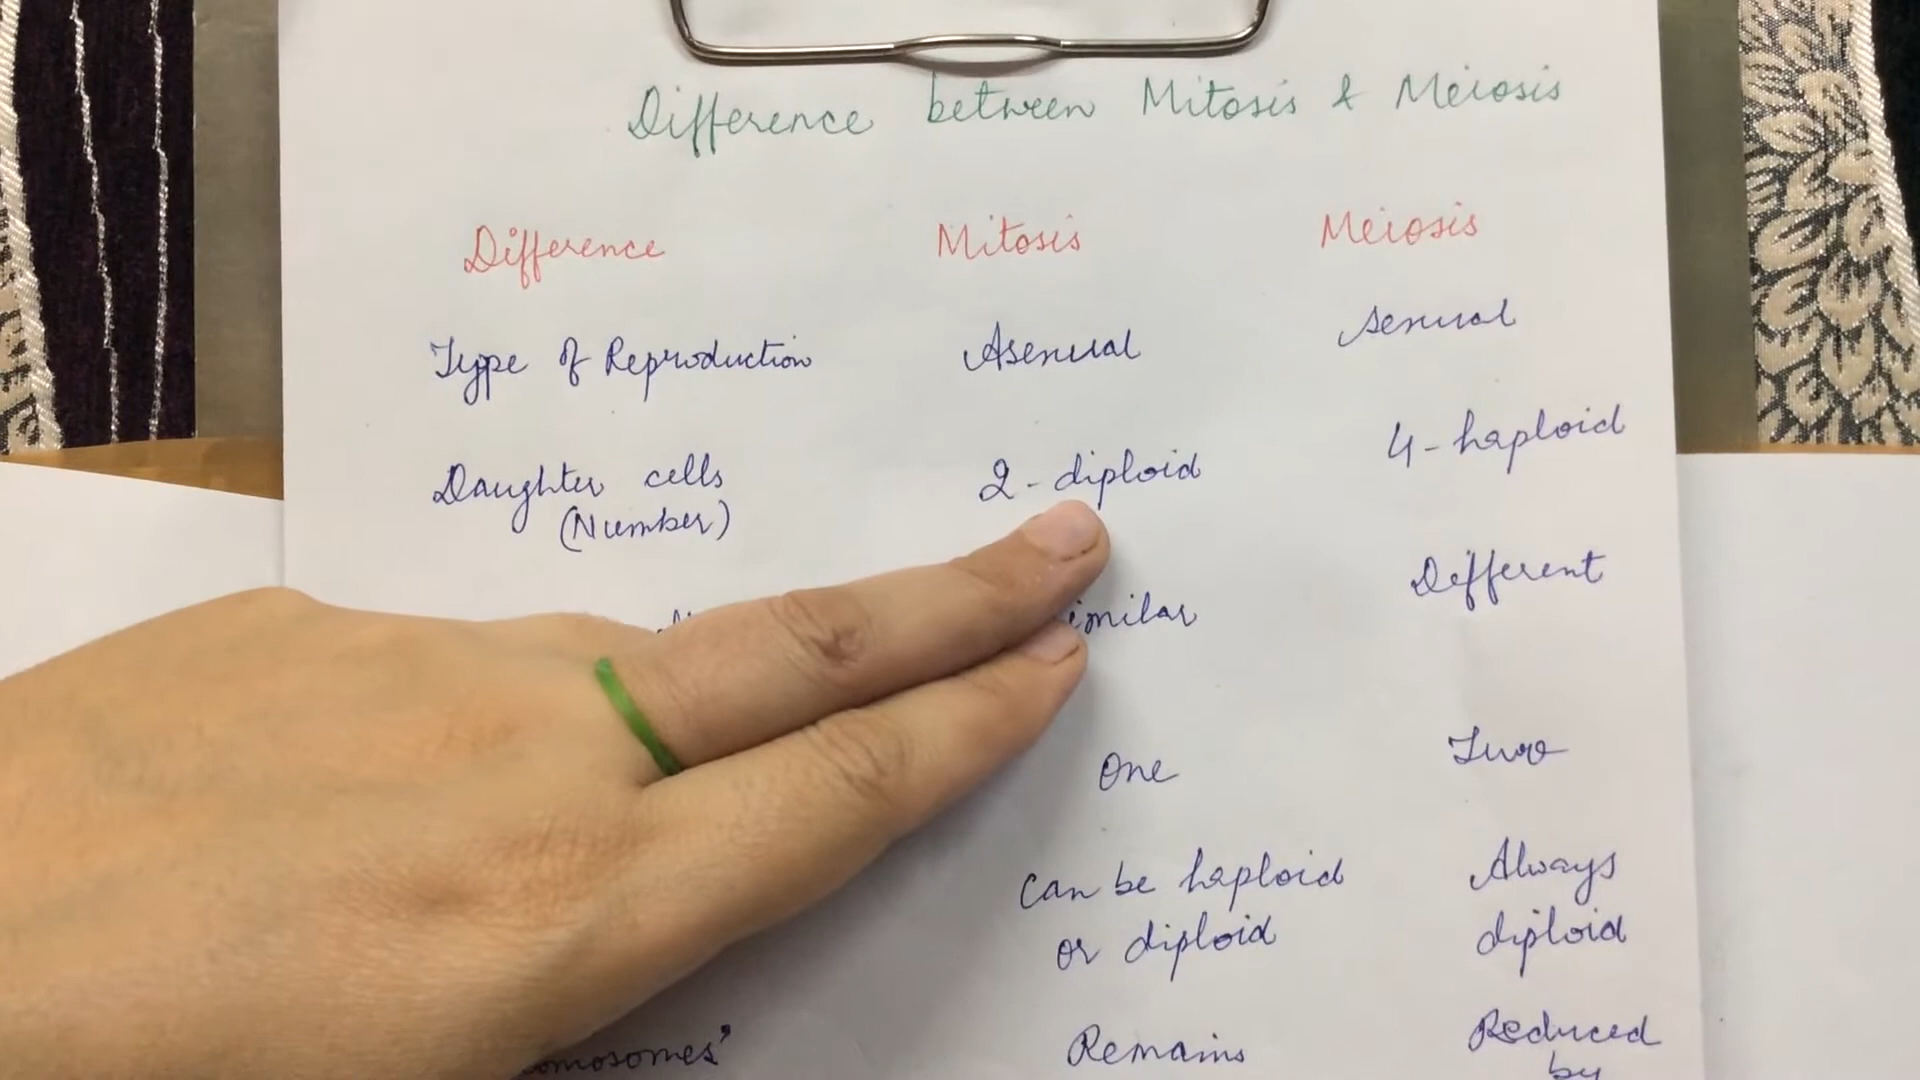 Difference between Mitosis & Meiosis
Difference Mitosis Meiosis
Type of Reproduction Asexual sexual
Daughter cells 2-diploid 4-haploid
(Number)
Different
One Two
Can be haploid Always
or diploid diploid
Remains Reduced
by